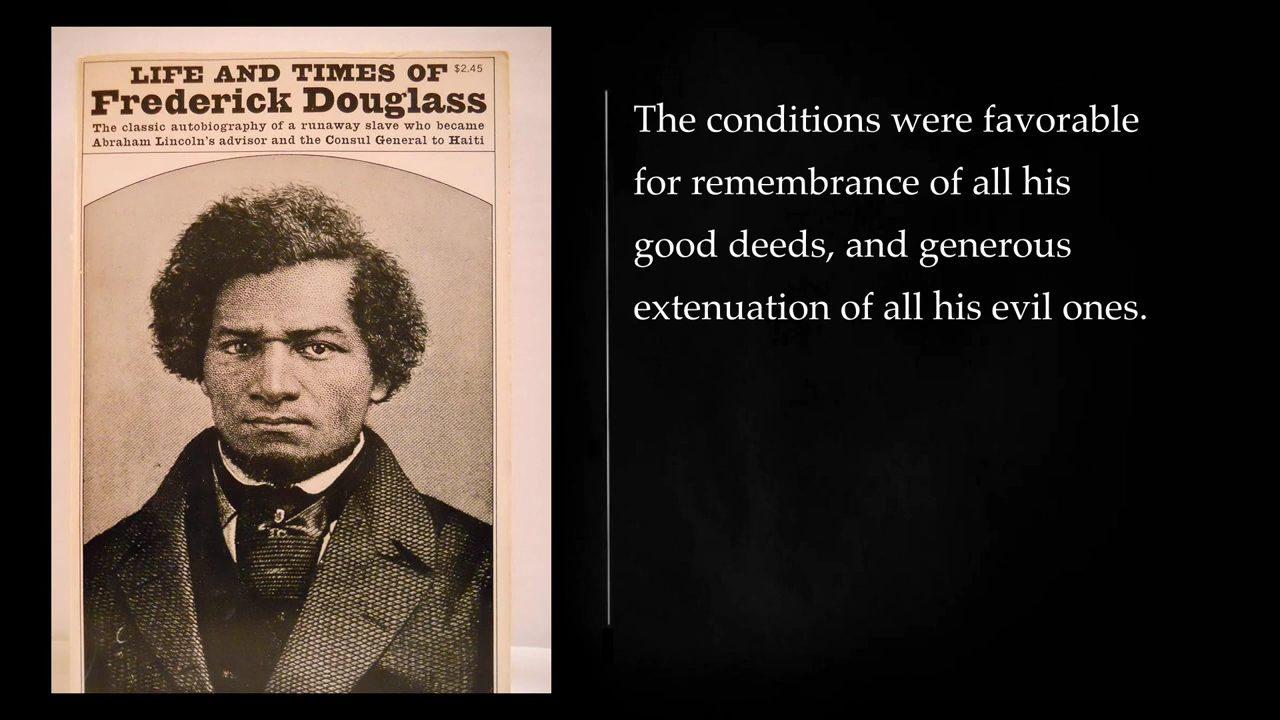 LIFE AND TIMES OF $2.45
Frederick Douglass
The classic autobiography of a runaway slave who became
Abraham Lincoln's advisor and the Consul General to Haiti
The conditions were favorable
for remembrance of all his
good deeds, and generous
extenuation of all his evil ones.